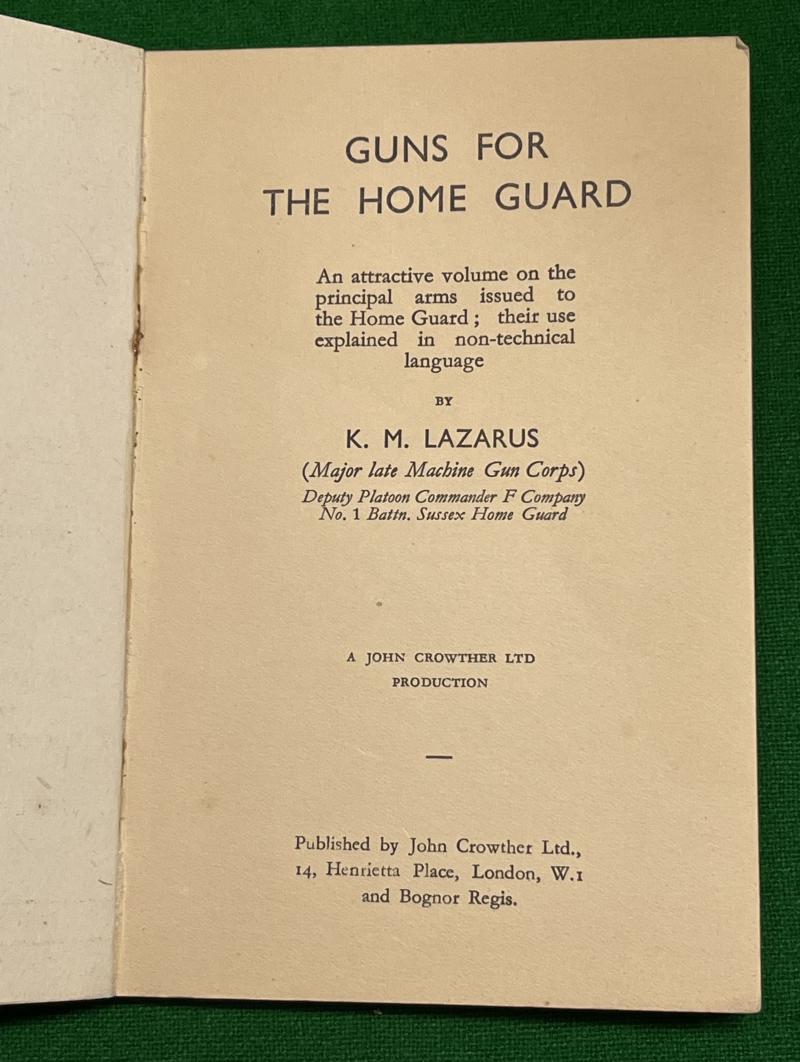 GUNS FOR
THE HOME GUARD
An attractive volume on the
principal arms issued to
the Home Guard ; their use
explained in non-technical
language
BY
K. M. LAZARUS
(Major late Machine Gun Corps)
Deputy Platoon Commander F Company
No. 1 Battn. Sussex Home Guard
A JOHN CROWTHER LTD
PRODUCTION
Published by John Crowther Ltd.,
14, Henrietta Place, London, W.1
and Bognor Regis.